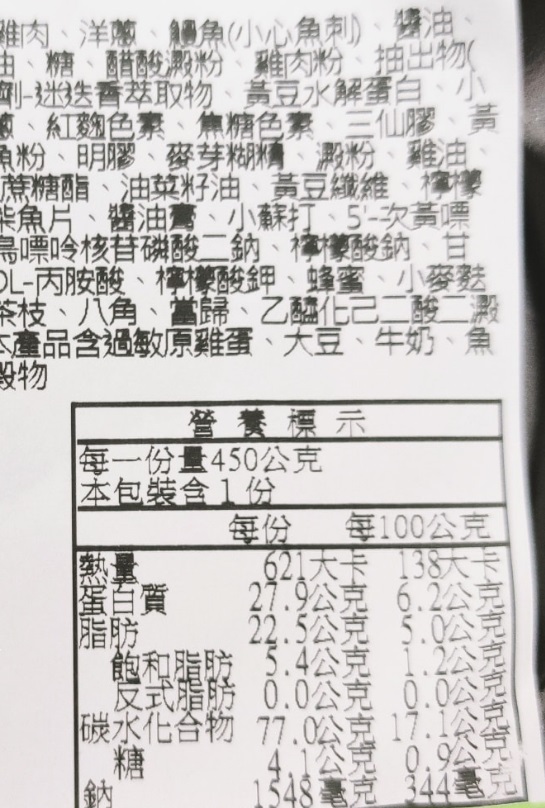 雞肉、洋蔥、鯛魚(小心魚刺)、醬油、
油、糖、醋酸澱粉、雞肉粉、抽出物(
劑-迷迭香萃取物、黃豆水解蛋白、小
、紅麴色素、焦糖色素、三仙膠、黃
魚粉、明膠、麥芽糊精、澱粉、雞油、
蔗糖酯、油菜籽油、黃豆纖維、檸檬
柴魚片、醬油膏、小蘇打、5'-次黃嘌
鳥嘌呤核苷磷酸二鈉、檸檬酸鈉、甘
DL-丙胺酸、檸檬酸鉀、蜂蜜、小麥麩
茶枝、八角、當歸、乙醯化己二酸二澱
本產品含過敏原雞蛋、大豆、牛奶、魚
穀物
營養標示
每一份量450公克
本包裝含1份
每份 每100公克
熱量 621大卡 138大卡
蛋白質 27.9公克 6.2公克
脂肪 22.5公克 5.0公克
飽和脂肪 5.4公克 1.2公克
反式脂肪 0.0公克 0.0公克
碳水化合物 77.0公克 17.1公克
糖 4.1公克 0.9公克
鈉 1548毫克 344毫克